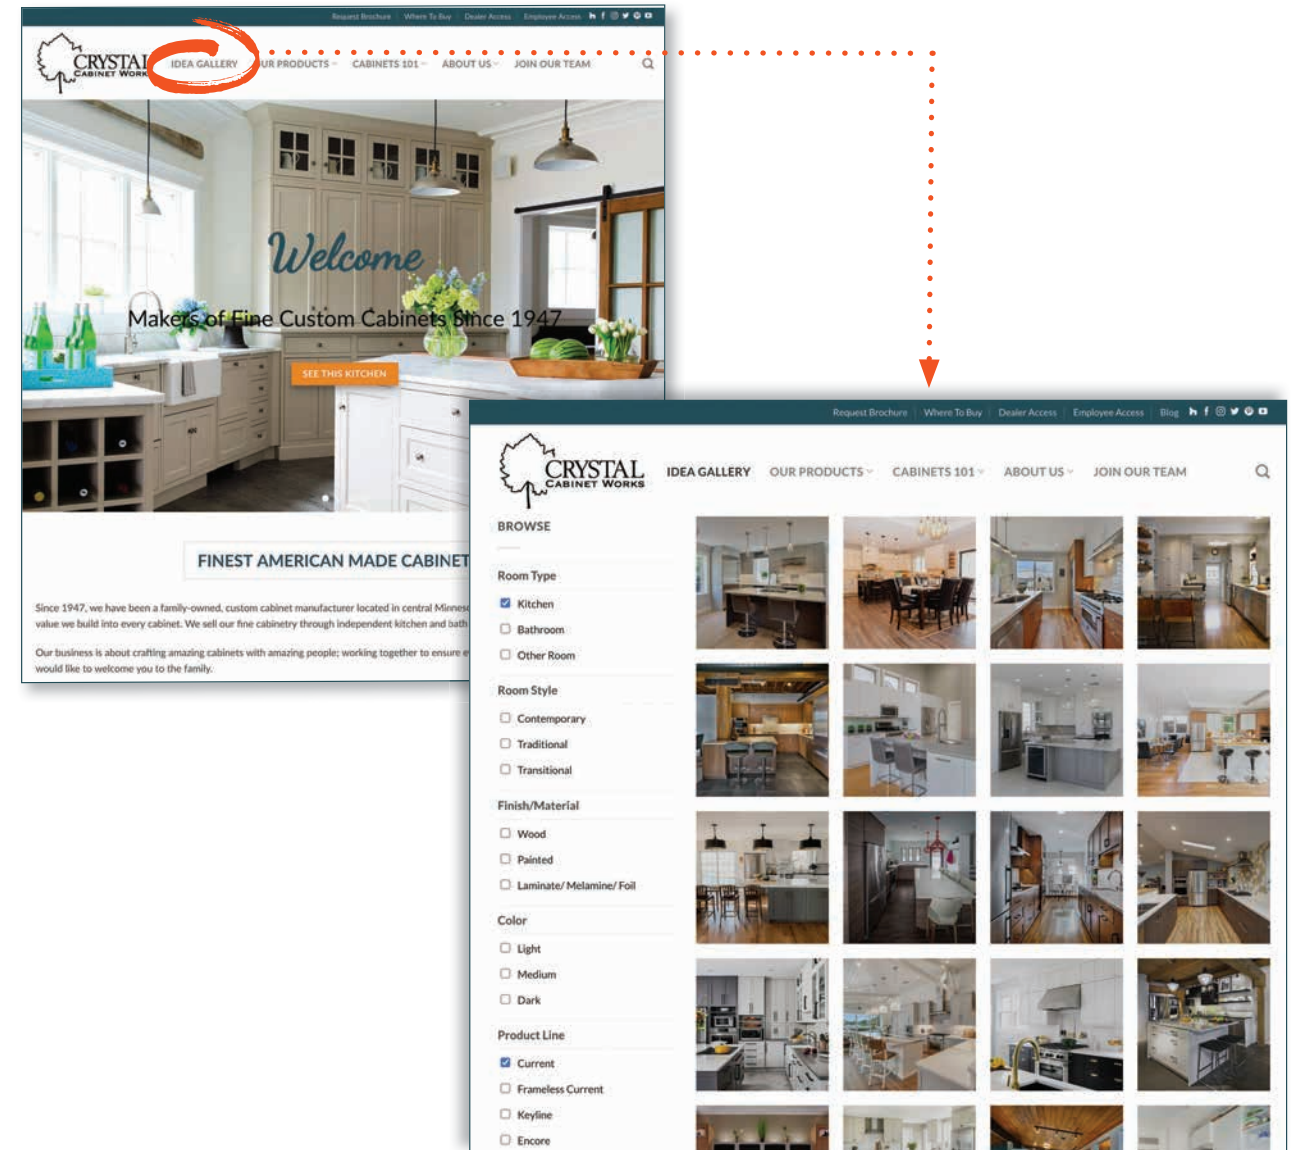 Request Brochure Where To Buy Dealer Access Employee Access
CRYSTAL
CABINET WORKS
IDEA GALLERY OUR PRODUCTS CABINETS 101 ABOUT US JOIN OUR TEAM
Welcome
Makers of Fine Custom Cabinets Since 1947
SEE THIS KITCHEN
FINEST AMERICAN MADE CABINET
Since 1947, we have been a family-owned, custom cabinet manufacturer located in central Minnes
value we build into every cabinet. We sell our fine cabinetry through independent kitchen and bath
Our business is about crafting amazing cabinets with amazing people; working together to ensure e
would like to welcome you to the family.
Request Brochure Where To Buy Dealer Access Employee Access Blog
CRYSTAL
CABINET WORKS
IDEA GALLERY OUR PRODUCTS CABINETS 101 ABOUT US JOIN OUR TEAM
BROWSE
Room Type
Kitchen
Bathroom
Other Room
Room Style
Contemporary
Traditional
Transitional
Finish/Material
Wood
Painted
Laminate/ Melamine/ Foil
Color
Light
Medium
Dark
Product Line
Current
Frameless Current
Keyline
Encore